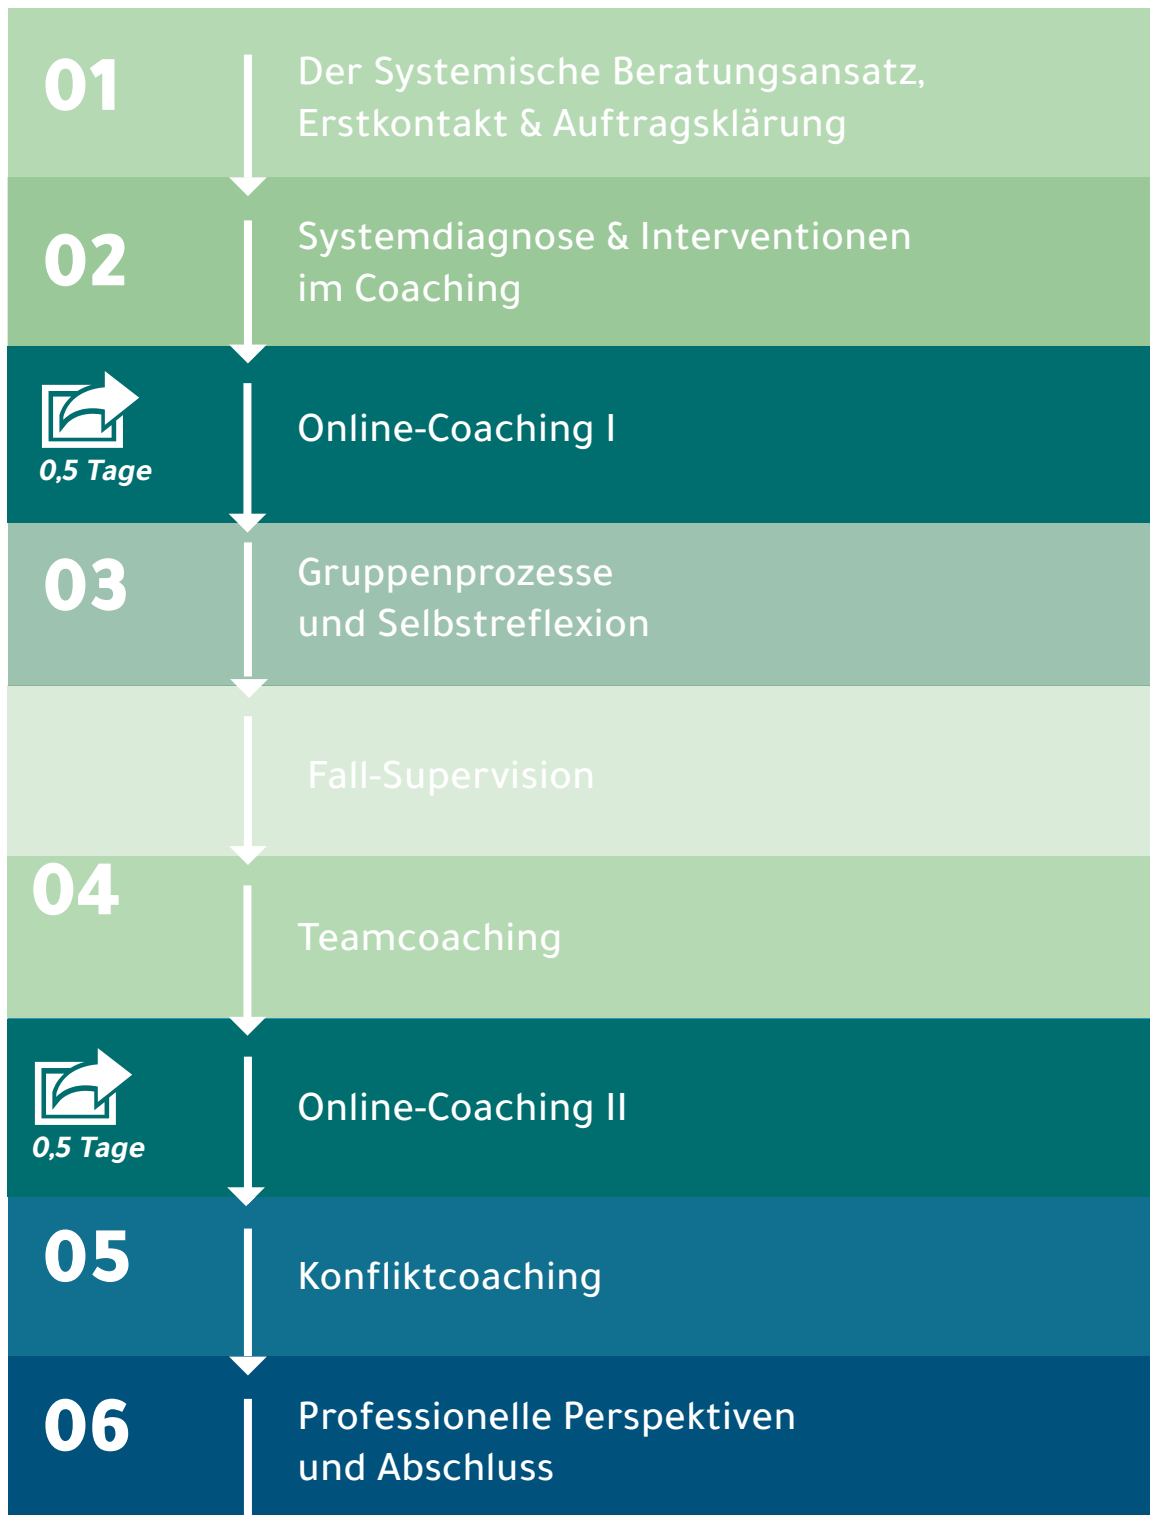 01
Der Systemische Beratungsansatz,
Erstkontakt & Auftragsklärung
02
Systemdiagnose & Interventionen
im Coaching
0,5 Tage
Online-Coaching I
03
Gruppenprozesse
und Selbstreflexion
Fall-Supervision
04
Teamcoaching
0,5 Tage
Online-Coaching II
05
Konfliktcoaching
06
Professionelle Perspektiven
und Abschluss